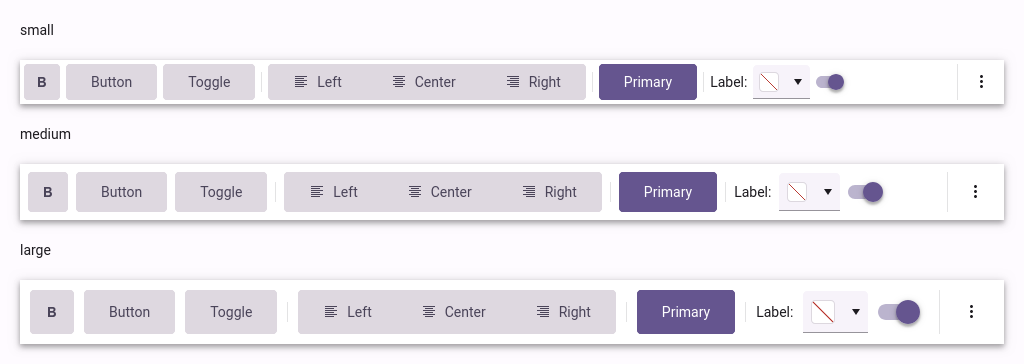 small
B Button Toggle Left Center Right Primary Label:
medium
B Button Toggle Left Center Right Primary Label:
large
B Button Toggle Left Center Right Primary Label: